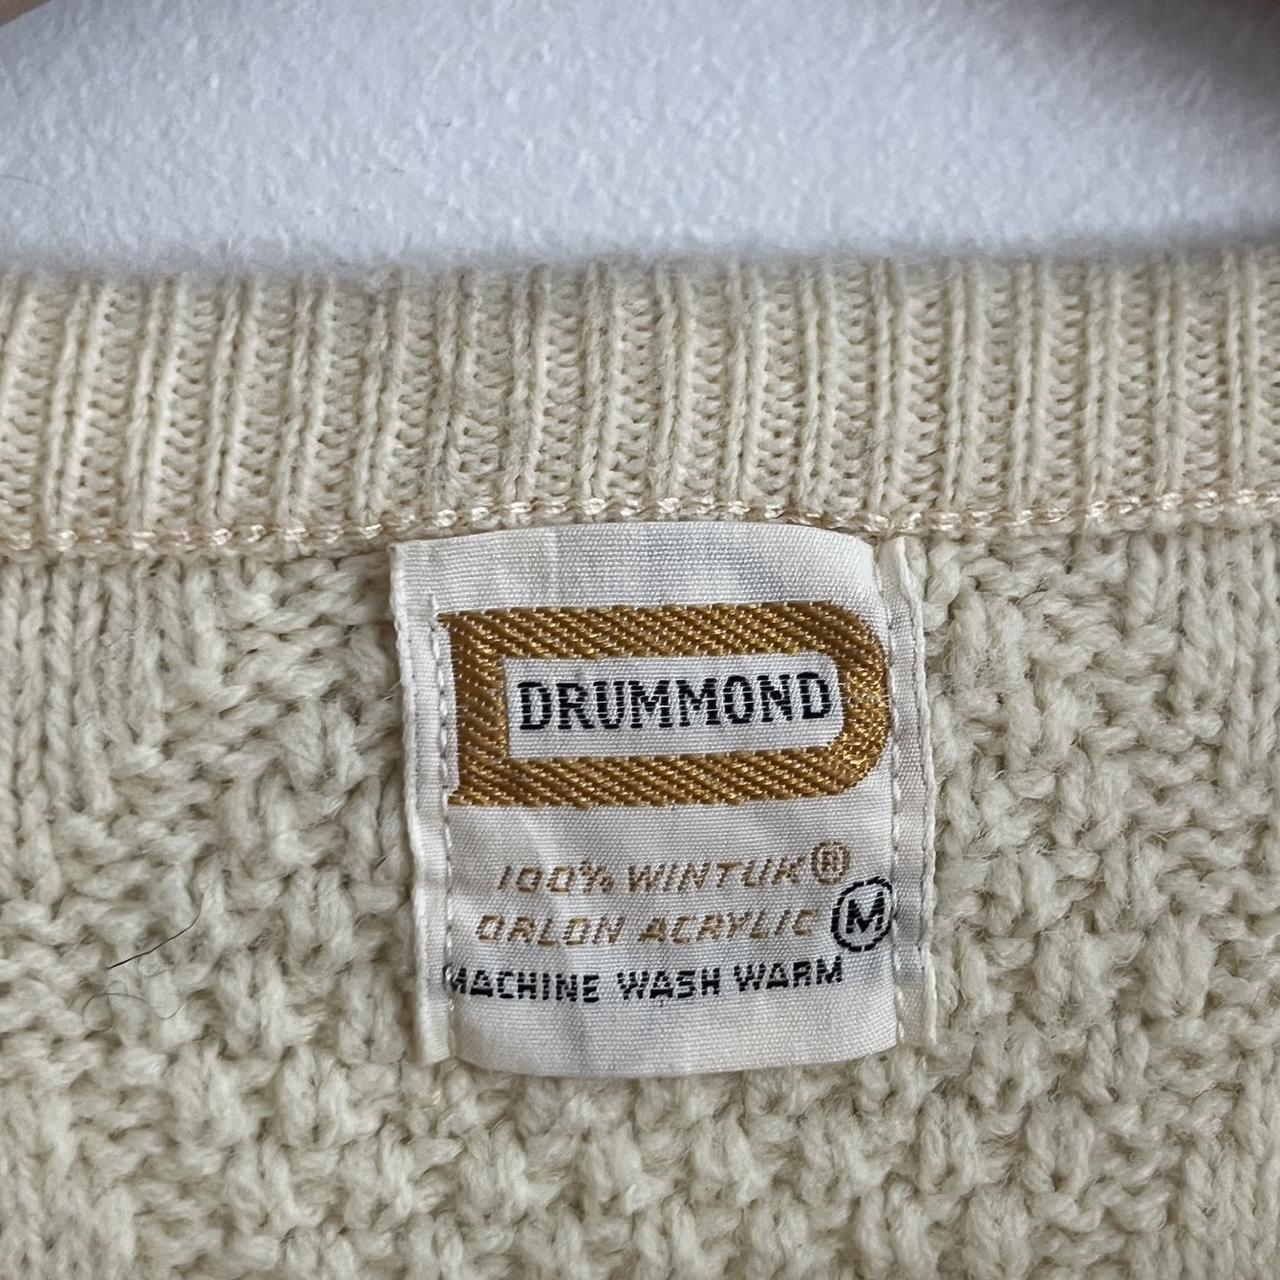 DRUMMOND
100% WINTUK®
ORLON ACRYLIC Ⓜ
MACHINE WASH WARM